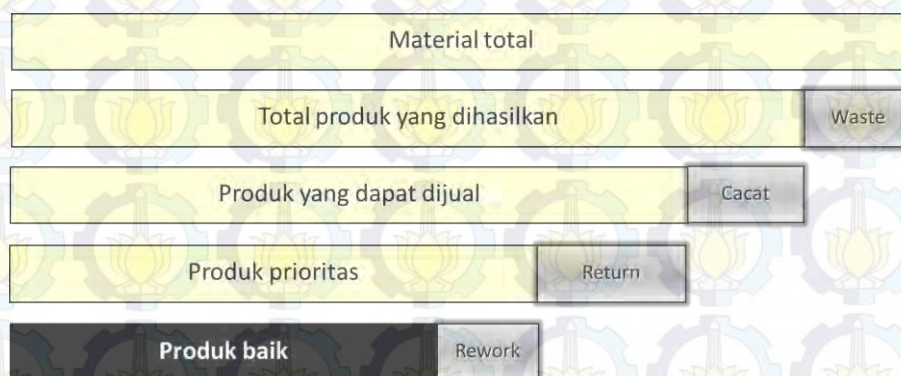 Material total
Total produk yang dihasilkan Waste
Produk yang dapat dijual Cacat
Produk prioritas Return
Produk baik Rework